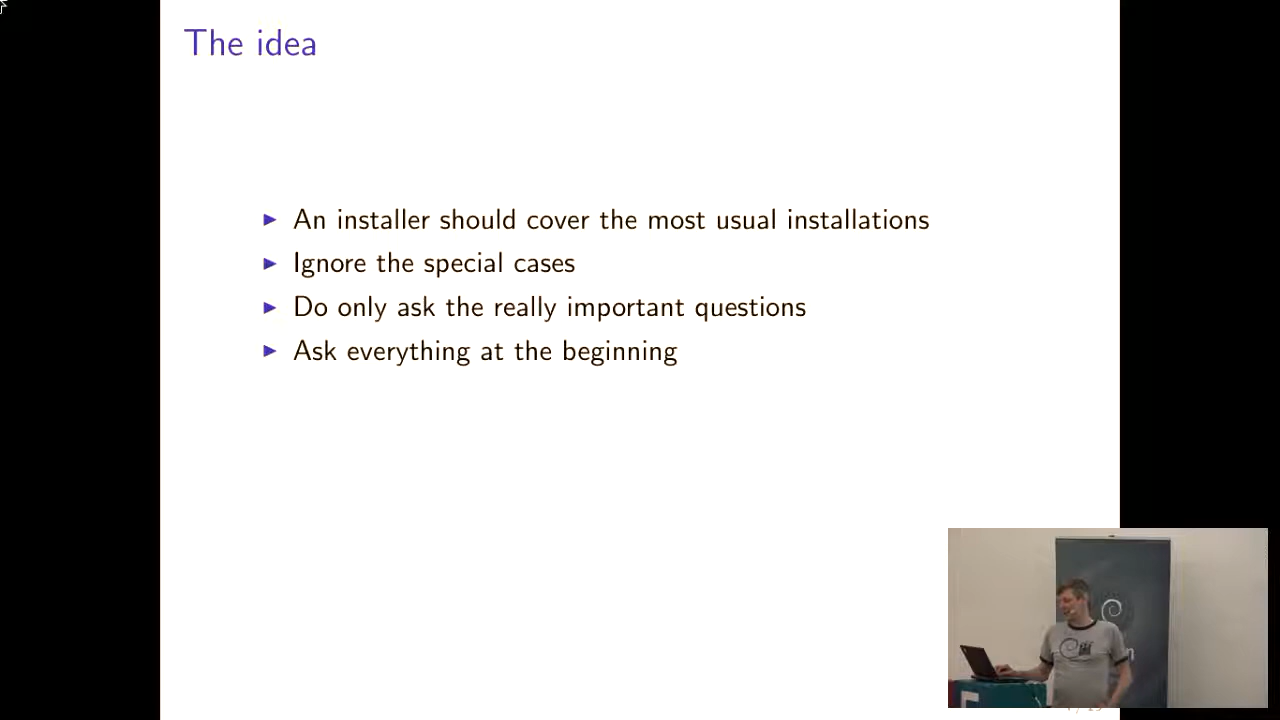 The idea
An installer should cover the most usual installations
Ignore the special cases
Do only ask the really important questions
Ask everything at the beginning